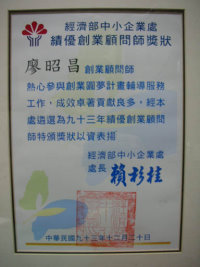 經濟部中小企業處
績優創業顧問師獎狀
廖昭昌 創業顧問師
熱心參與創業圓夢計畫輔導服務
工作，成效卓著貢獻良多，經本
處遴選為九十三年績優創業顧問
師特頒獎狀以資表揚
經濟部中小企業處
處長 賴杉桂
中華民國九十三年十二月二十日